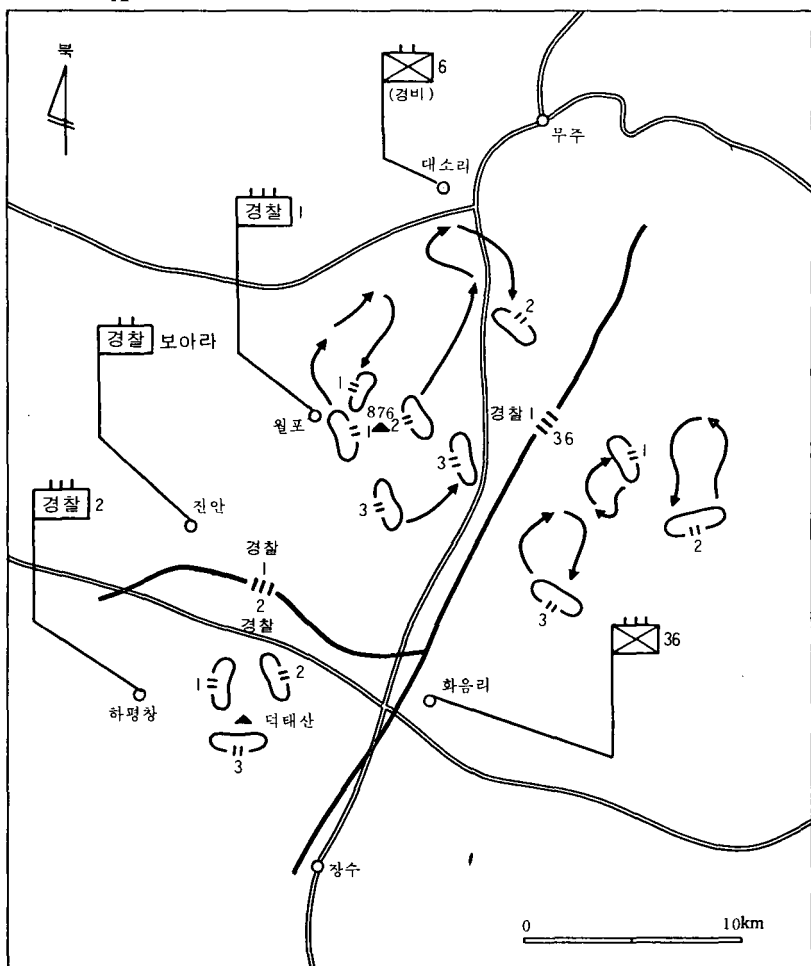 북
6
(경비)
무주
대소리
경찰 1
2
경찰 보아라
1
월포
876
1
2
경찰 1
36
3
3
1
2
3
경찰 2
진안
경찰
1
2
경찰
36
1
2
화음리
하평창
덕태산
3
장수
0
10km